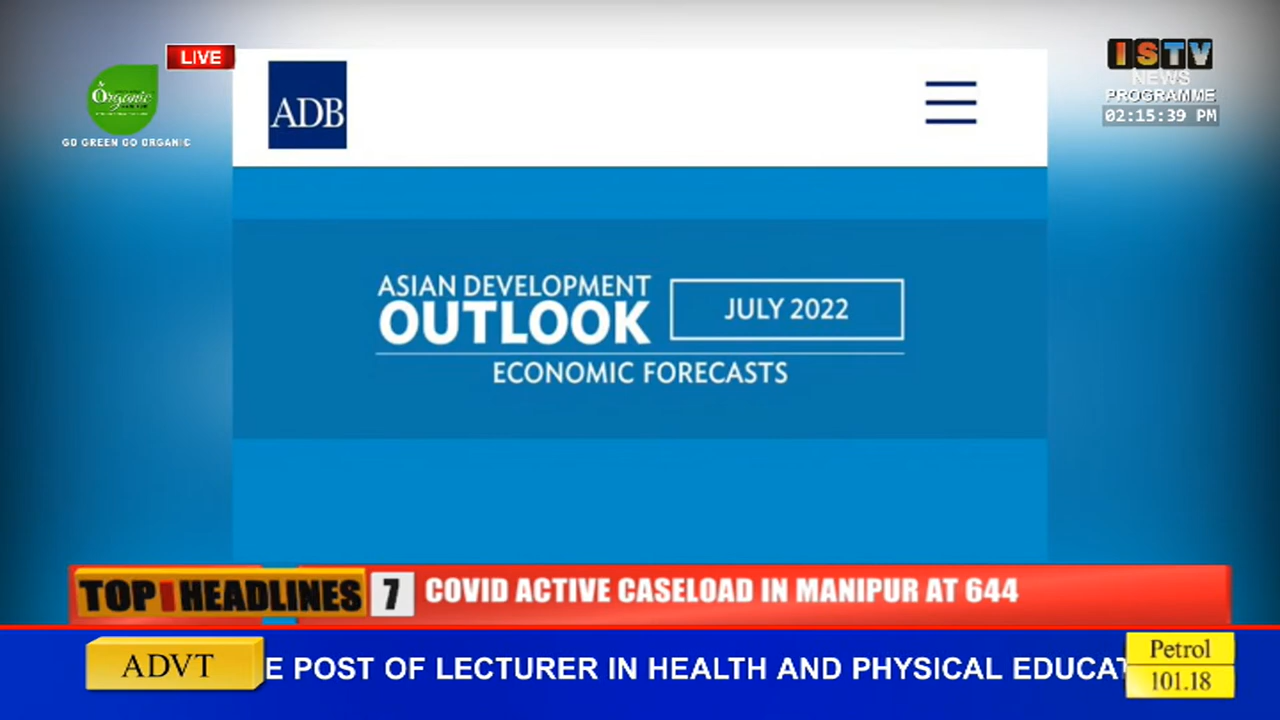 LIVE
Organic
GO GREEN GO ORGANIC
ISTV
NEWS
PROGRAMME
02:15:39 PM
ADB
ASIAN DEVELOPMENT
OUTLOOK
JULY 2022
ECONOMIC FORECASTS
TOP HEADLINES 7 COVID ACTIVE CASELOAD IN MANIPUR AT 644
ADVT E POST OF LECTURER IN HEALTH AND PHYSICAL EDUCAT
Petrol
101.18